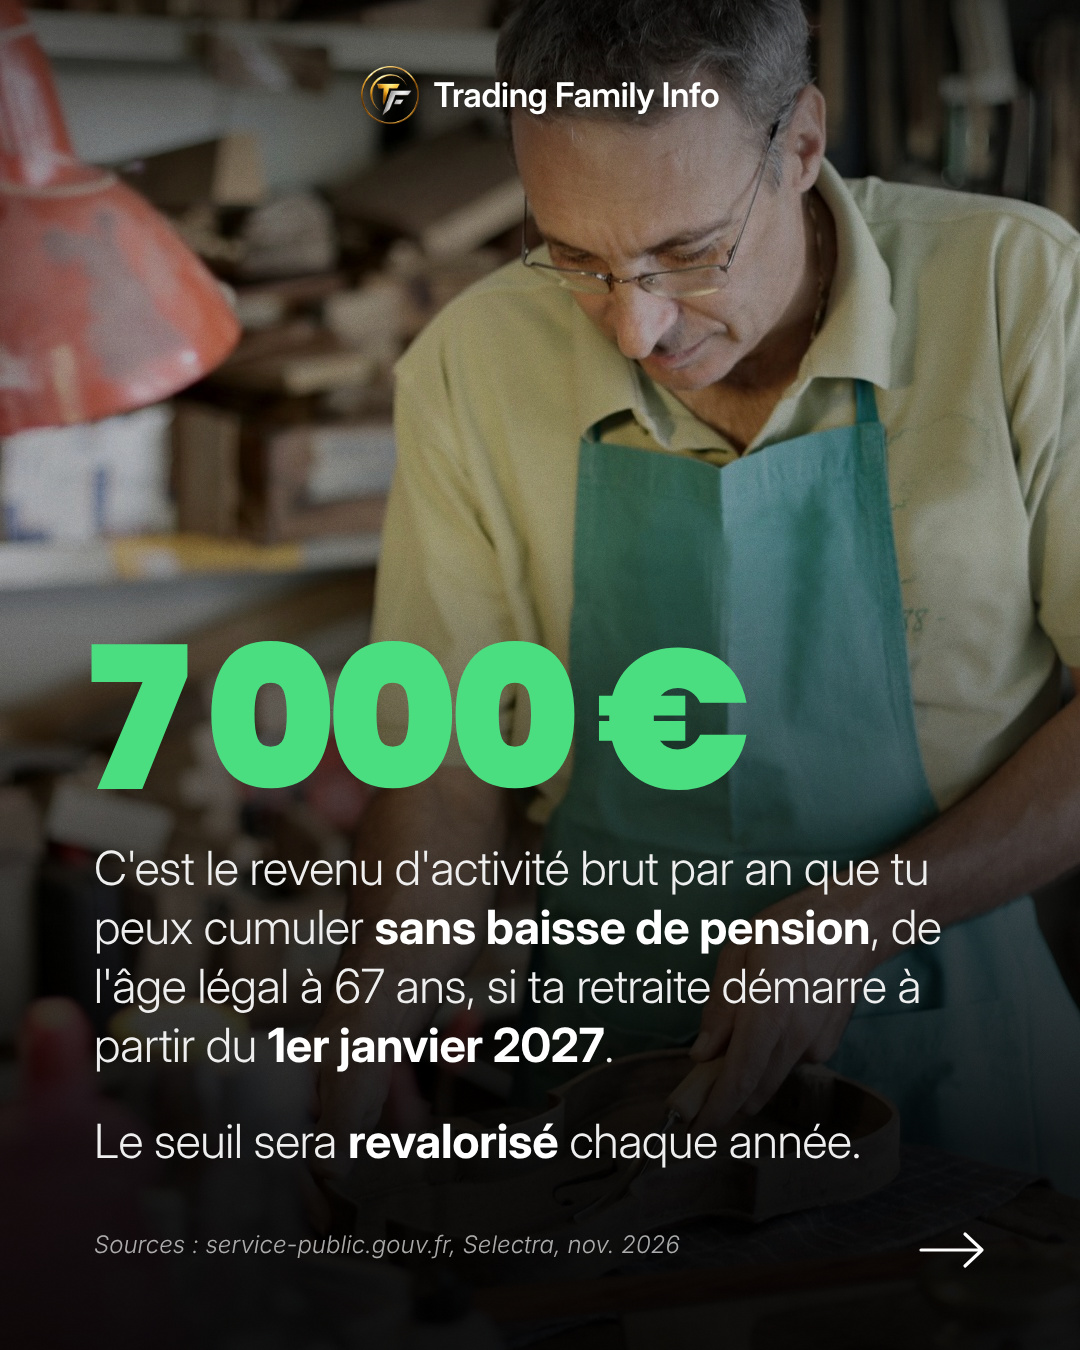 TF Trading Family Info
7 000 €
C'est le revenu d'activité brut par an que tu
peux cumuler sans baisse de pension, de
l'âge légal à 67 ans, si ta retraite démarre à
partir du 1er janvier 2027.
Le seuil sera revalorisé chaque année.
Sources : service-public.gouv.fr, Selectra, nov. 2026